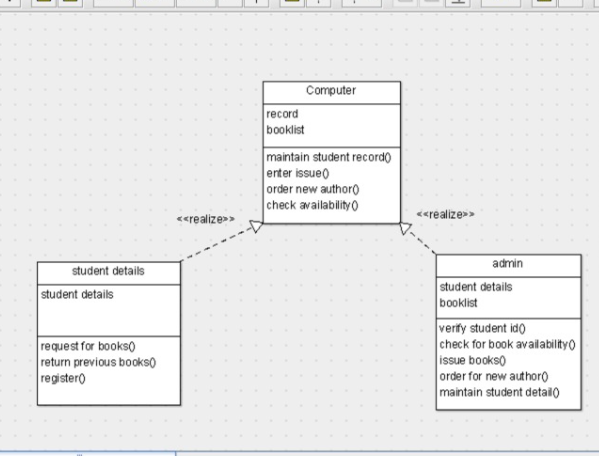 Computer
record
booklist
maintain student record()
enter issue()
order new author()
check availability()
<<realize>>
<<realize>>
student details
student details
request for books()
return previous books()
register()
admin
student details
booklist
verify student id()
check for book availability()
issue books()
order for new author()
maintain student detail()